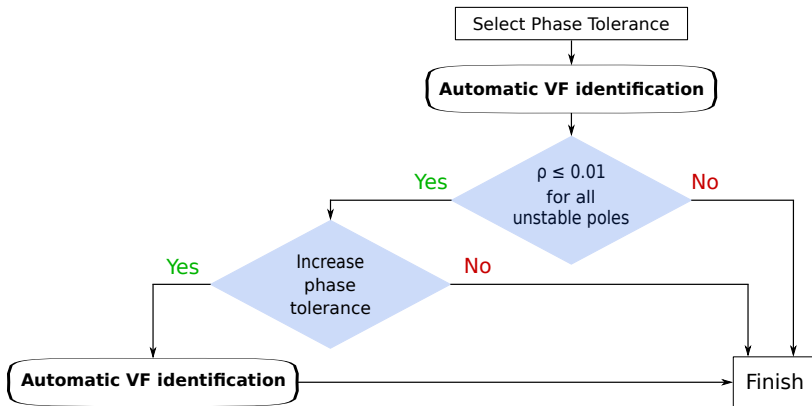 Select Phase Tolerance
Automatic VF identification
Yes
ρ ≤ 0.01
for all
unstable poles
No
Yes
Increase
phase
tolerance
No
Automatic VF identification
Finish